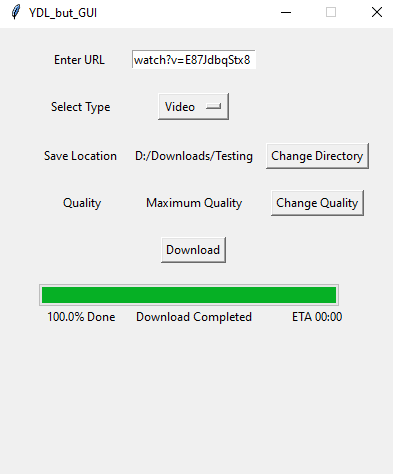 YDL_but_GUI
Enter URL watch?v=E87JdbqStx8
Select Type Video
Save Location D:/Downloads/Testing Change Directory
Quality Maximum Quality Change Quality
Download
100.0% Done Download Completed ETA 00:00